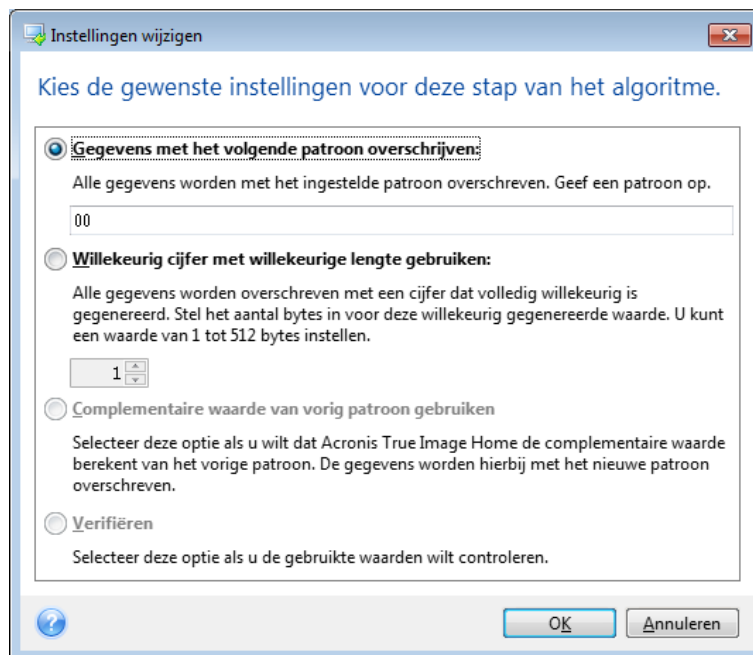 Instellingen wijzigen
Kies de gewenste instellingen voor deze stap van het algoritme.
Gegevens met het volgende patroon overschrijven:
Alle gegevens worden met het ingestelde patroon overschreven. Geef een patroon op.
00
Willekeurig cijfer met willekeurige lengte gebruiken:
Alle gegevens worden overschreven met een cijfer dat volledig willekeurig is
gegenereerd. Stel het aantal bytes in voor deze willekeurig gegenereerde waarde. U kunt
een waarde van 1 tot 512 bytes instellen.
1
Complementaire waarde van vorig patroon gebruiken
Selecteer deze optie als u wilt dat Acronis True Image Home de complementaire waarde
berekent van het vorige patroon. De gegevens worden hierbij met het nieuwe patroon
overschreven.
Verifiëren
Selecteer deze optie als u de gebruikte waarden wilt controleren.
? OK Annuleren